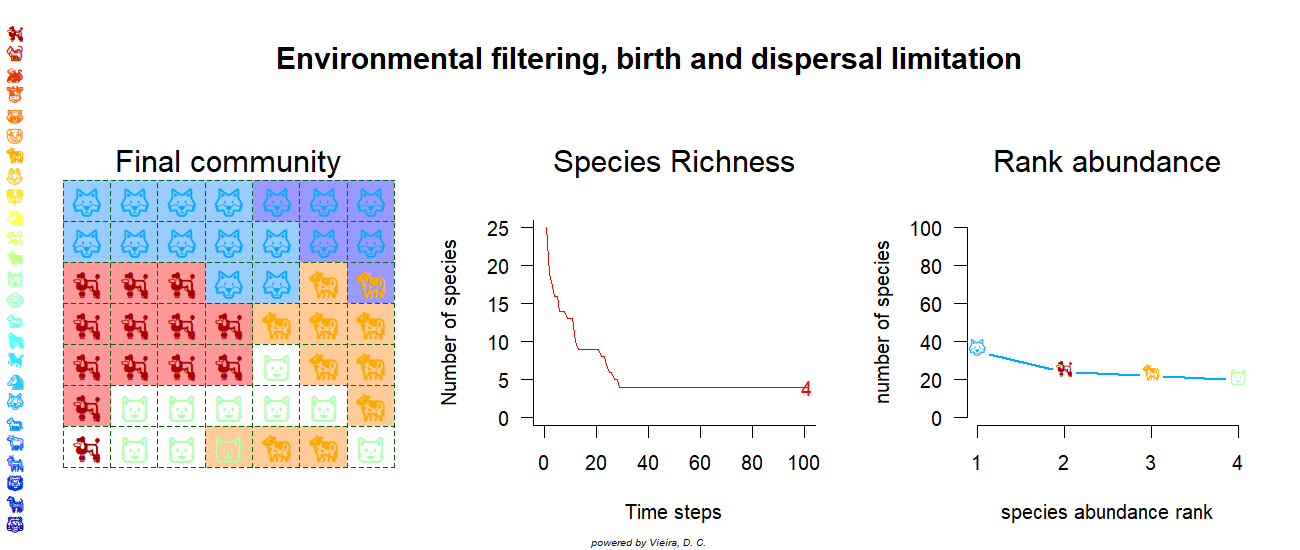 Environmental filtering, birth and dispersal limitation
Final community
Species Richness
Number of species
25
20
15
10
5
0
4
0 20 40 60 80 100
Time steps
Rank abundance
number of species
100
80
60
40
20
0
1 2 3 4
species abundance rank
powered by Vieira, D. C.